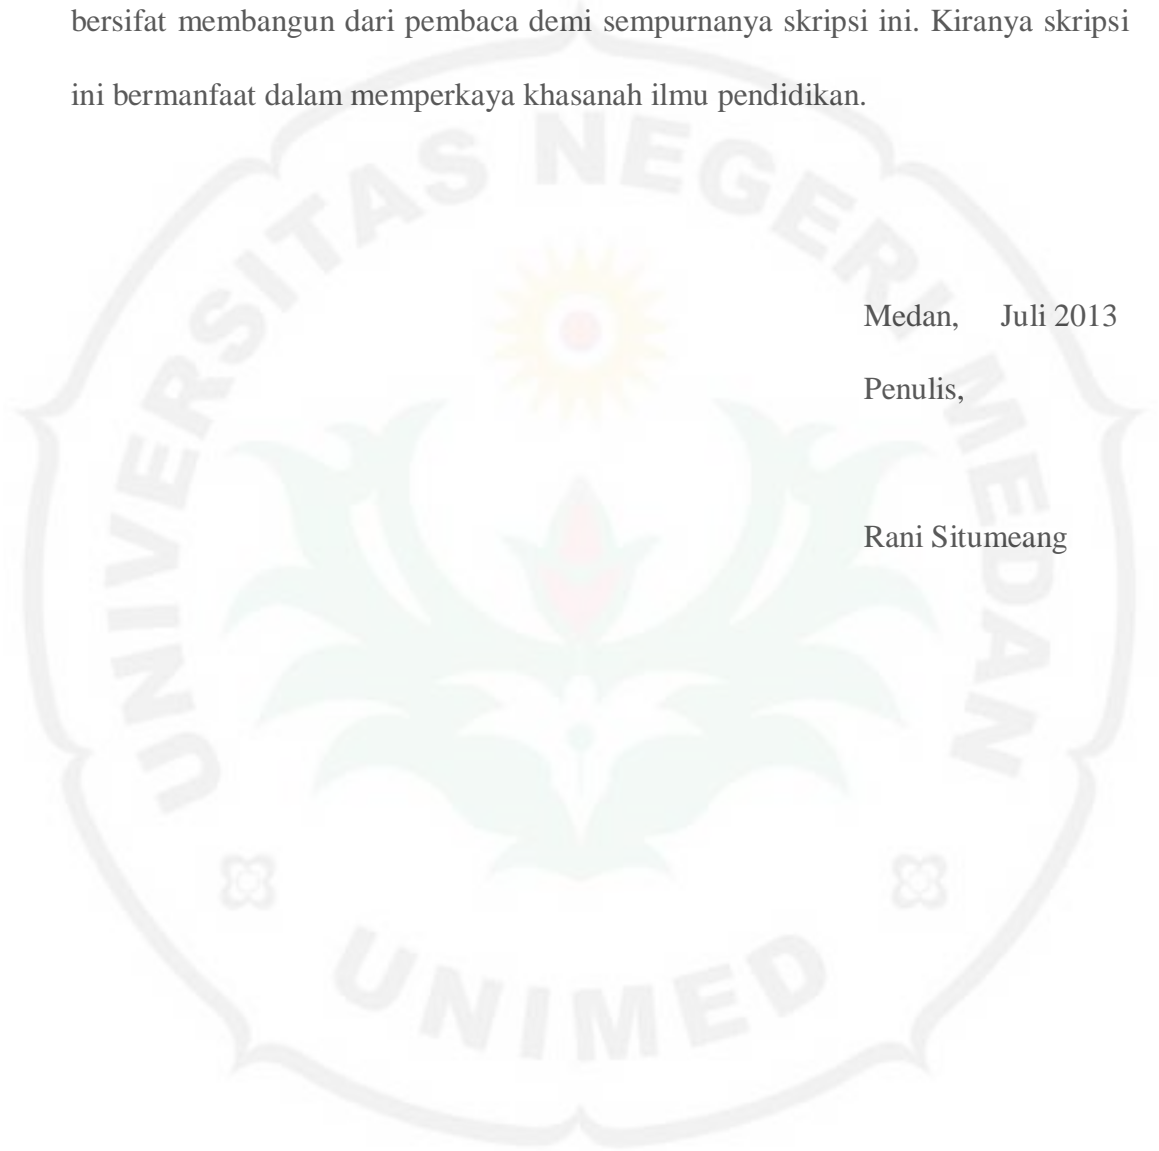 bersifat membangun dari pembaca demi sempurnanya skripsi ini. Kiranya skripsi
ini bermanfaat dalam memperkaya khasanah ilmu pendidikan.
UNIVERSITAS NEGERI MEDAN
Medan, Juli 2013
Penulis,
Rani Situmeang
UNIMED